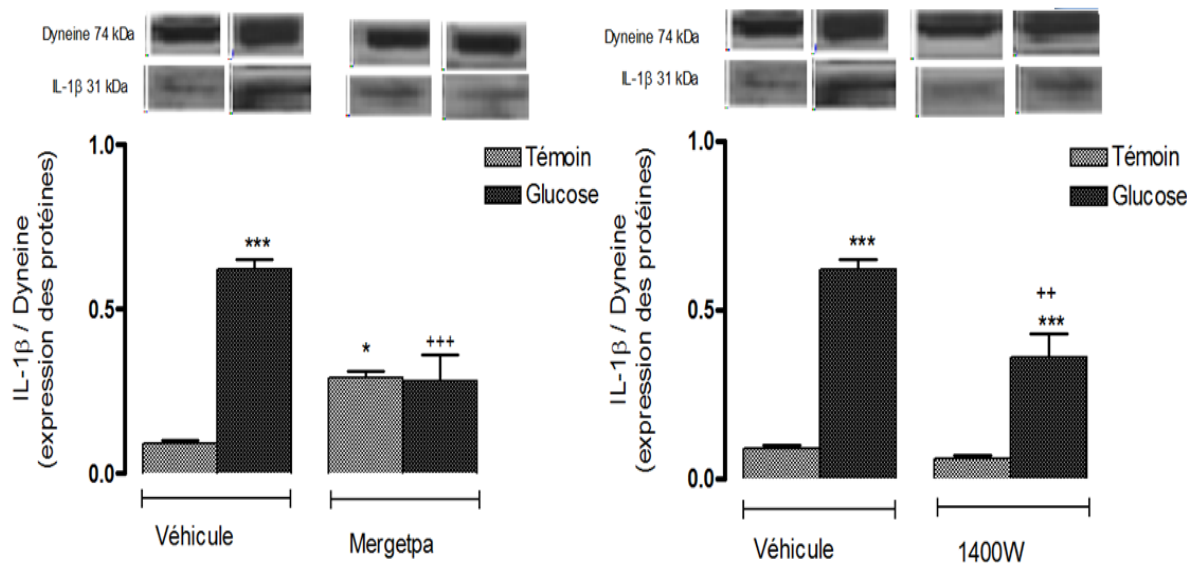 Dyneine 74 kDa
IL-1β 31 kDa
1.0
0.5
0.0
IL-1β / Dyneine
(expression des protéines)
Témoin
Glucose
***
*
+++
Véhicule
Mergetpa
Dyneine 74 kDa
IL-1β 31 kDa
1.0
0.5
0.0
IL-1β / Dyneine
(expression des protéines)
Témoin
Glucose
***
++
***
Véhicule
1400W